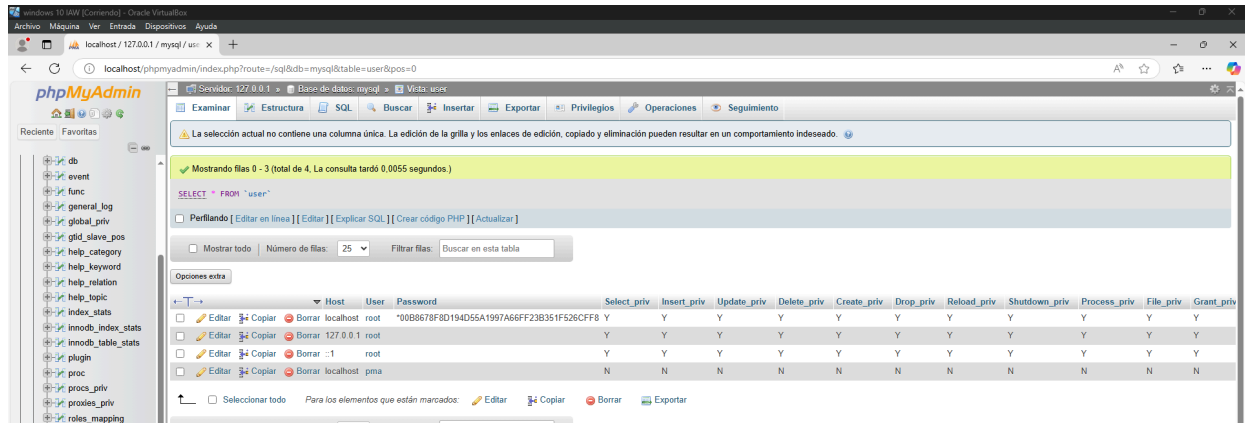 windows 10 IAW [Corriendo] - Oracle VirtualBox
Archivo Máquina Ver Entrada Dispositivos Ayuda
localhost / 127.0.0.1 / mysql / use
localhost/phpmyadmin/index.php?route=/sql&db=mysql&table=user&pos=0
phpMyAdmin
Reciente Favoritas
db
event
func
general_log
global_priv
gtid_slave_pos
help_category
help_keyword
help_relation
help_topic
index_stats
innodb_index_stats
innodb_table_stats
plugin
proc
procs_priv
proxies_priv
roles_mapping
Servidor: 127.0.0.1 » Base de datos: mysql » Vista: user
Examinar Estructura SQL Buscar Insertar Exportar Privilegios Operaciones Seguimiento
La selección actual no contiene una columna única. La edición de la grilla y los enlaces de edición, copiado y eliminación pueden resultar en un comportamiento indeseado.
Mostrando filas 0 - 3 (total de 4, La consulta tardó 0,0055 segundos.)
SELECT * FROM `user`
Perfilando [ Editar en línea ] [ Editar ] [ Explicar SQL ] [ Crear código PHP ] [ Actualizar ]
Mostrar todo | Número de filas: 25 Filtrar filas: Buscar en esta tabla
Opciones extra
←T→ Host User Password Select_priv Insert_priv Update_priv Delete_priv Create_priv Drop_priv Reload_priv Shutdown_priv Process_priv File_priv Grant_priv
Editar Copiar Borrar localhost root *00B8678F8D194D55A1997A66FF23B351F526CFF8 Y Y Y Y Y Y Y Y Y Y Y
Editar Copiar Borrar 127.0.0.1 root Y Y Y Y Y Y Y Y Y Y Y
Editar Copiar Borrar ::1 root Y Y Y Y Y Y Y Y Y Y Y
Editar Copiar Borrar localhost pma N N N N N N N N N N N
Seleccionar todo Para los elementos que están marcados: Editar Copiar Borrar Exportar